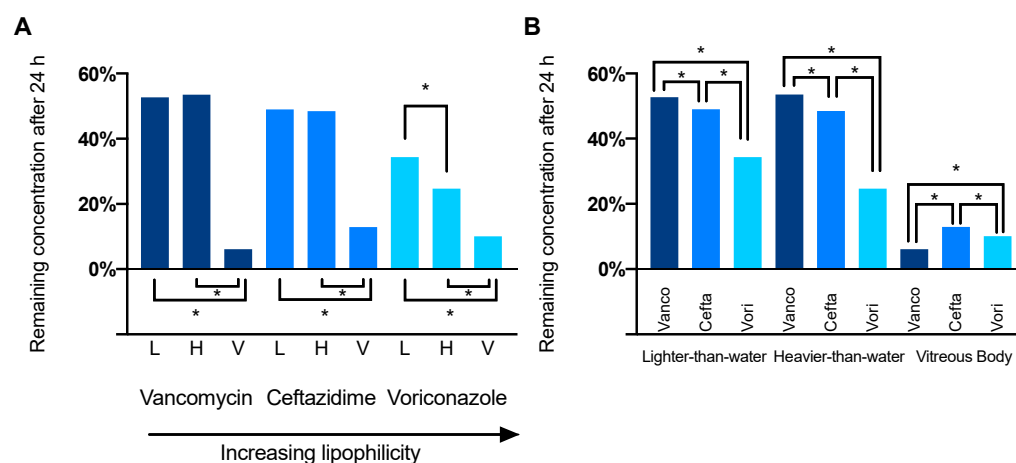 A
Remaining concentration after 24 h
60%
40%
20%
0%
*
* * *
* * *
L H V L H V L H V
Vancomycin Ceftazidime Voriconazole
Increasing lipophilicity
B
Remaining concentration after 24 h
60%
40%
20%
0%
* *
* * * *
*
* *
Vanco Cefta Vori Vanco Cefta Vori Vanco Cefta Vori
Lighter-than-water Heavier-than-water Vitreous Body